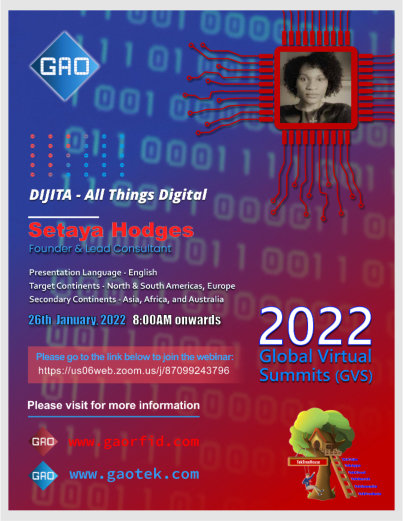 GAO
DIJITA - All Things Digital
Setaya Hodges
Founder & Lead Consultant
Presentation Language - English
Target Continents - North & South Americas, Europe
Secondary Continents - Asia, Africa, and Australia
26th January, 2022 8:00AM onwards
2022
Global Virtual
Summits (GVS)
Please go to the link below to join the webinar:
https://us06web.zoom.us/j/87099243796
Please visit for more information
GAO www.gaorfid.com
GAO www.gaotek.com